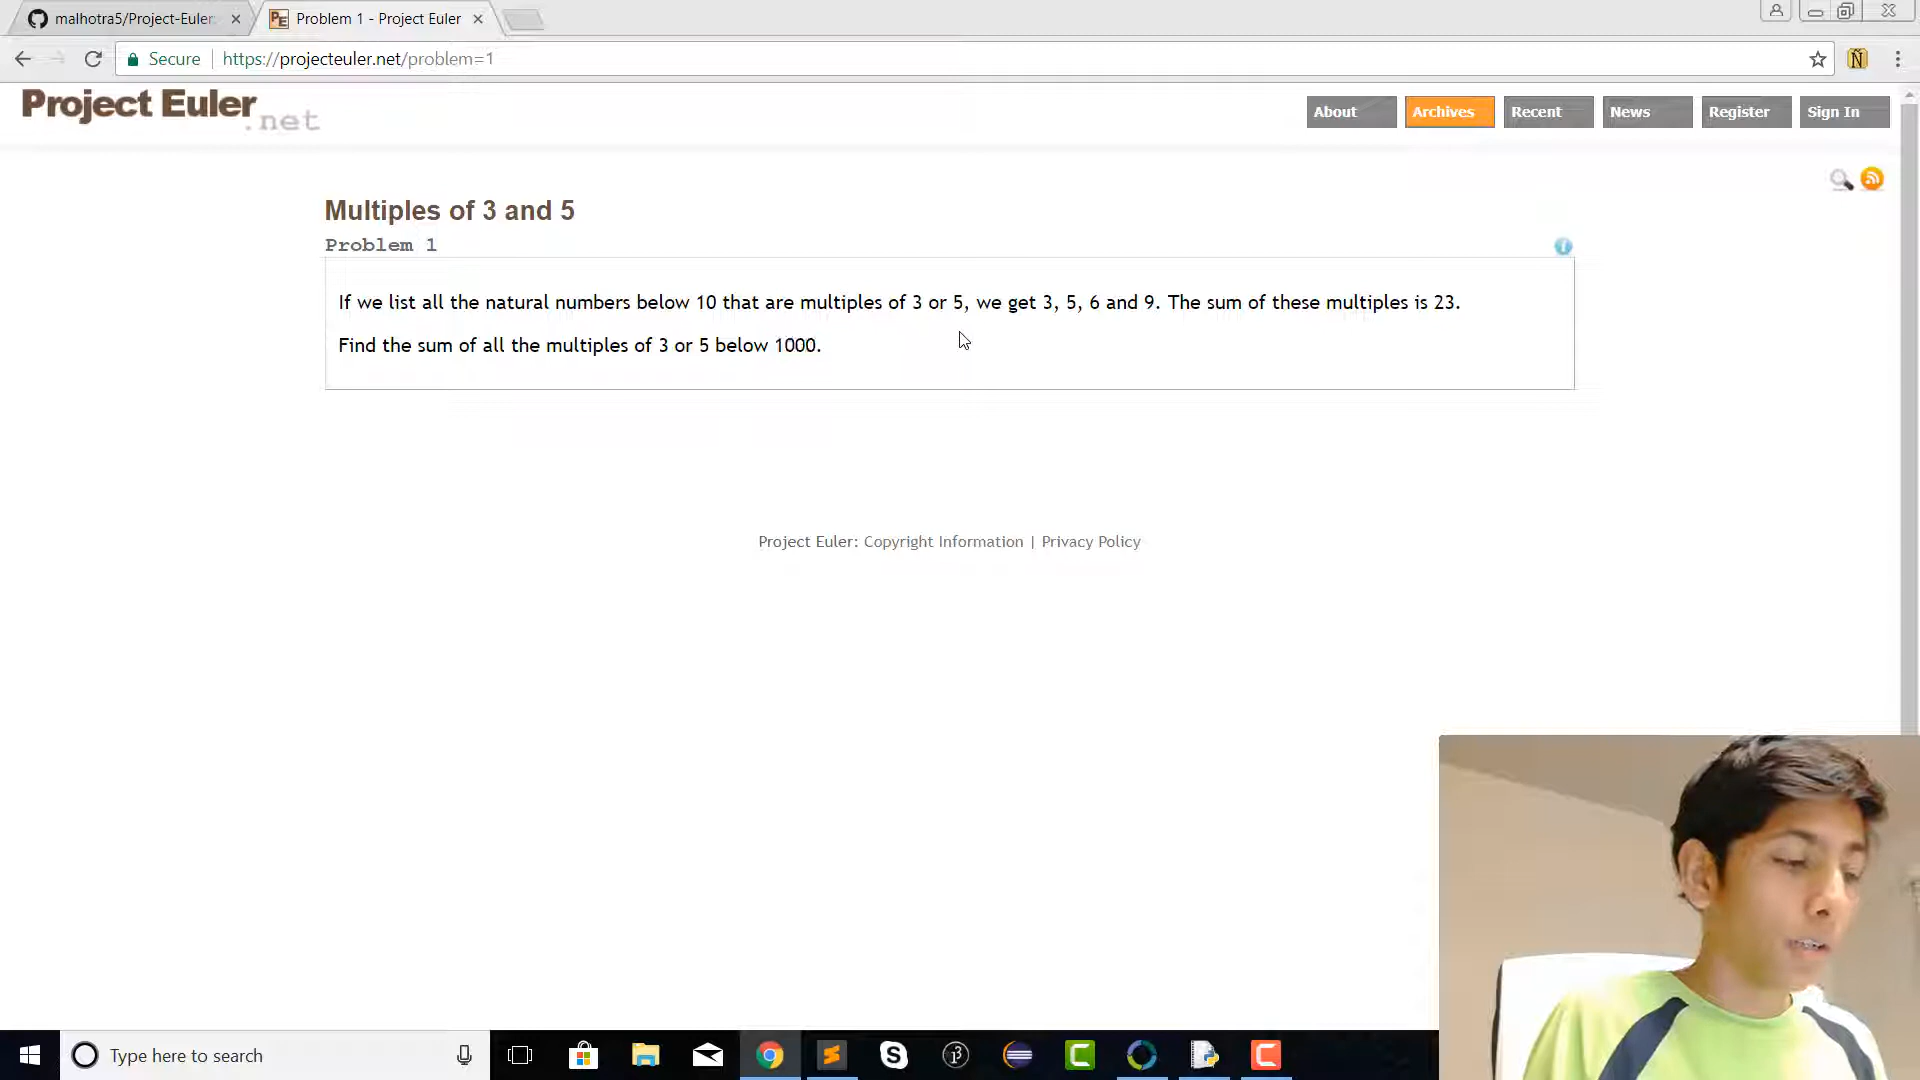 malhotra5/Project-Euler
Problem 1 - Project Euler
Secure
https://projecteuler.net/problem=1
Project Euler
.net
About
Archives
Recent
News
Register
Sign In
Multiples of 3 and 5
Problem 1
If we list all the natural numbers below 10 that are multiples of 3 or 5, we get 3, 5, 6 and 9. The sum of these multiples is 23.
Find the sum of all the multiples of 3 or 5 below 1000.
Project Euler: Copyright Information | Privacy Policy
Type here to search